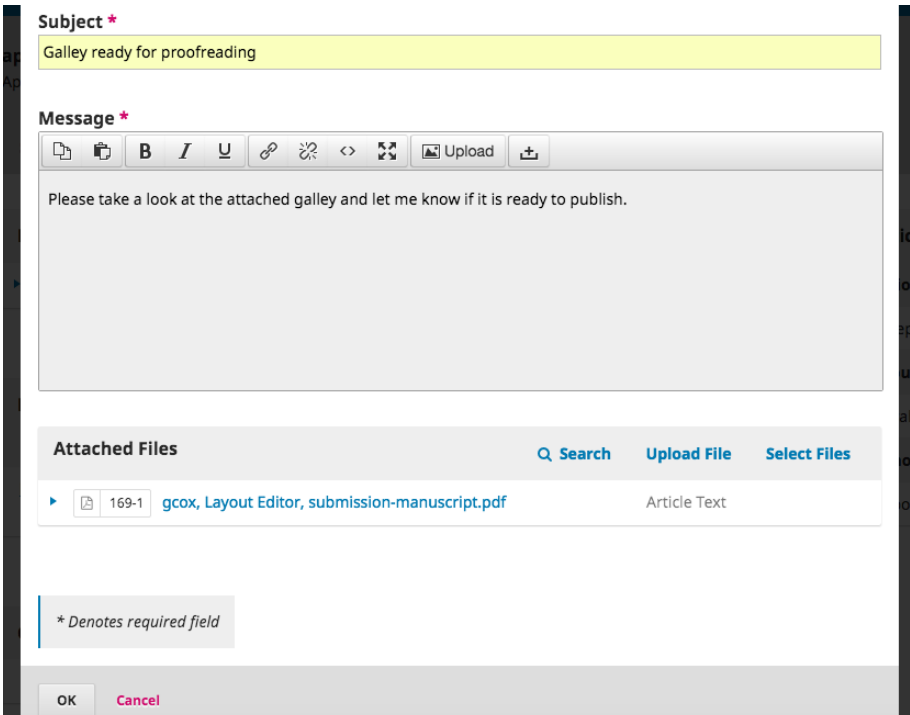 Subject *
Galley ready for proofreading
Message *
B I U <> Upload
Please take a look at the attached galley and let me know if it is ready to publish.
Attached Files Search Upload File Select Files
169-1 gcox, Layout Editor, submission-manuscript.pdf Article Text
* Denotes required field
OK Cancel